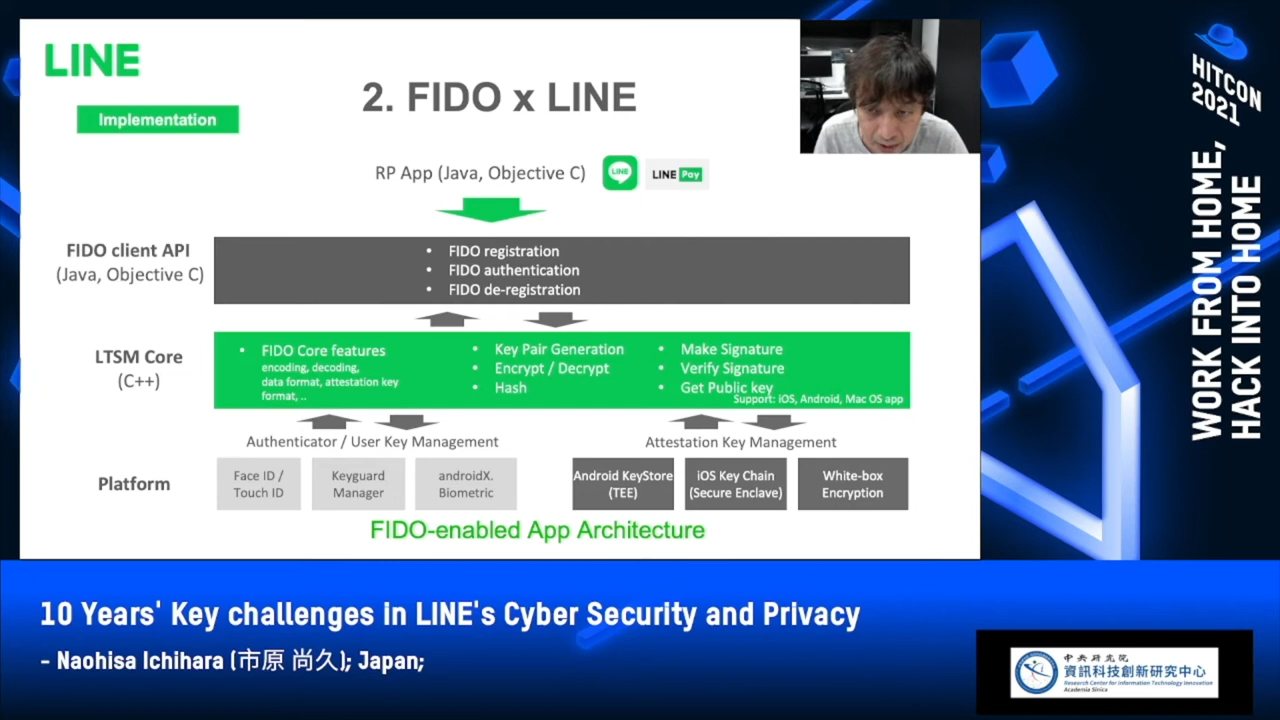 LINE
Implementation
2. FIDO x LINE
RP App (Java, Objective C)
LINE
LINE Pay
FIDO client API
(Java, Objective C)
• FIDO registration
• FIDO authentication
• FIDO de-registration
LTSM Core
(C++)
• FIDO Core features
encoding, decoding,
data format, attestation key
format, ..
• Key Pair Generation
• Encrypt / Decrypt
• Hash
• Make Signature
• Verify Signature
• Get Public key
Support: iOS, Android, Mac OS app
Authenticator / User Key Management
Attestation Key Management
Platform
Face ID /
Touch ID
Keyguard
Manager
androidX.
Biometric
Android KeyStore
(TEE)
iOS Key Chain
(Secure Enclave)
White-box
Encryption
FIDO-enabled App Architecture
HITCON
2021
WORK FROM HOME,
HACK INTO HOME
10 Years' Key challenges in LINE's Cyber Security and Privacy
- Naohisa Ichihara (市原 尚久); Japan;
中央研究院
資訊科技創新研究中心
Research Center for Information Technology Innovation
Academia Sinica